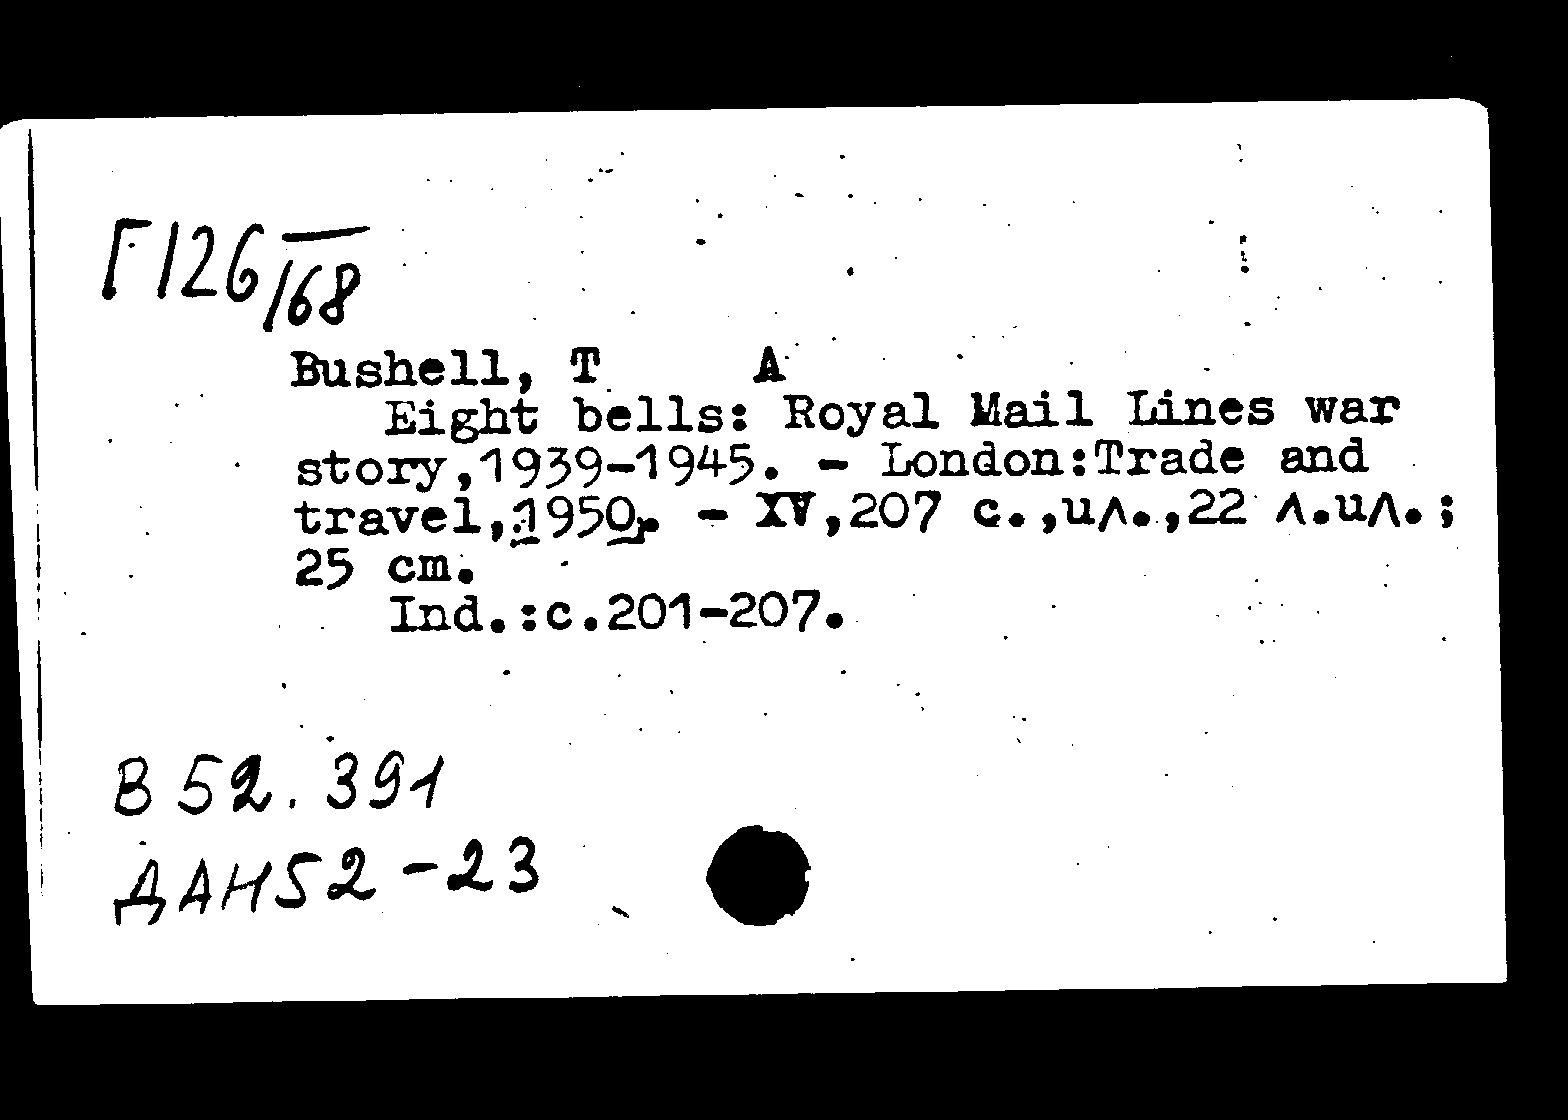 Г126/168
Bushell, T A
Eight bells: Royal Mail Lines war
story,1939-1945. - London:Trade and
travel,1950. - XV,207 с.,ил.,22 л.ил.;
25 cm.
Ind.:с.201-207.
В 52.391
ДАН52-23